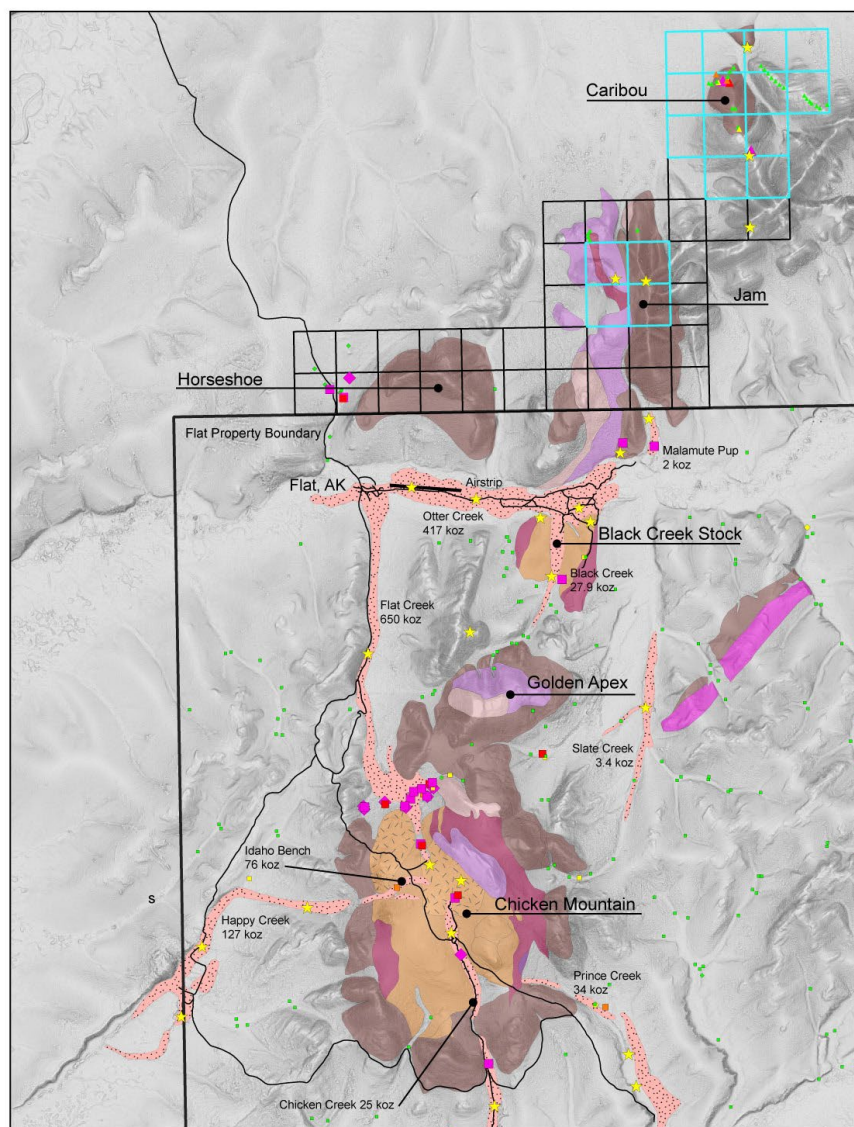 Caribou
Jam
Horseshoe
Flat Property Boundary
Malamute Pup
2 koz
Flat, AK
Airstrip
Otter Creek
417 koz
Black Creek Stock
Black Creek
27.9 koz
Flat Creek
650 koz
Golden Apex
Slate Creek
3.4 koz
Idaho Bench
76 koz
S
Happy Creek
127 koz
Chicken Mountain
Prince Creek
34 koz
Chicken Creek 25 koz